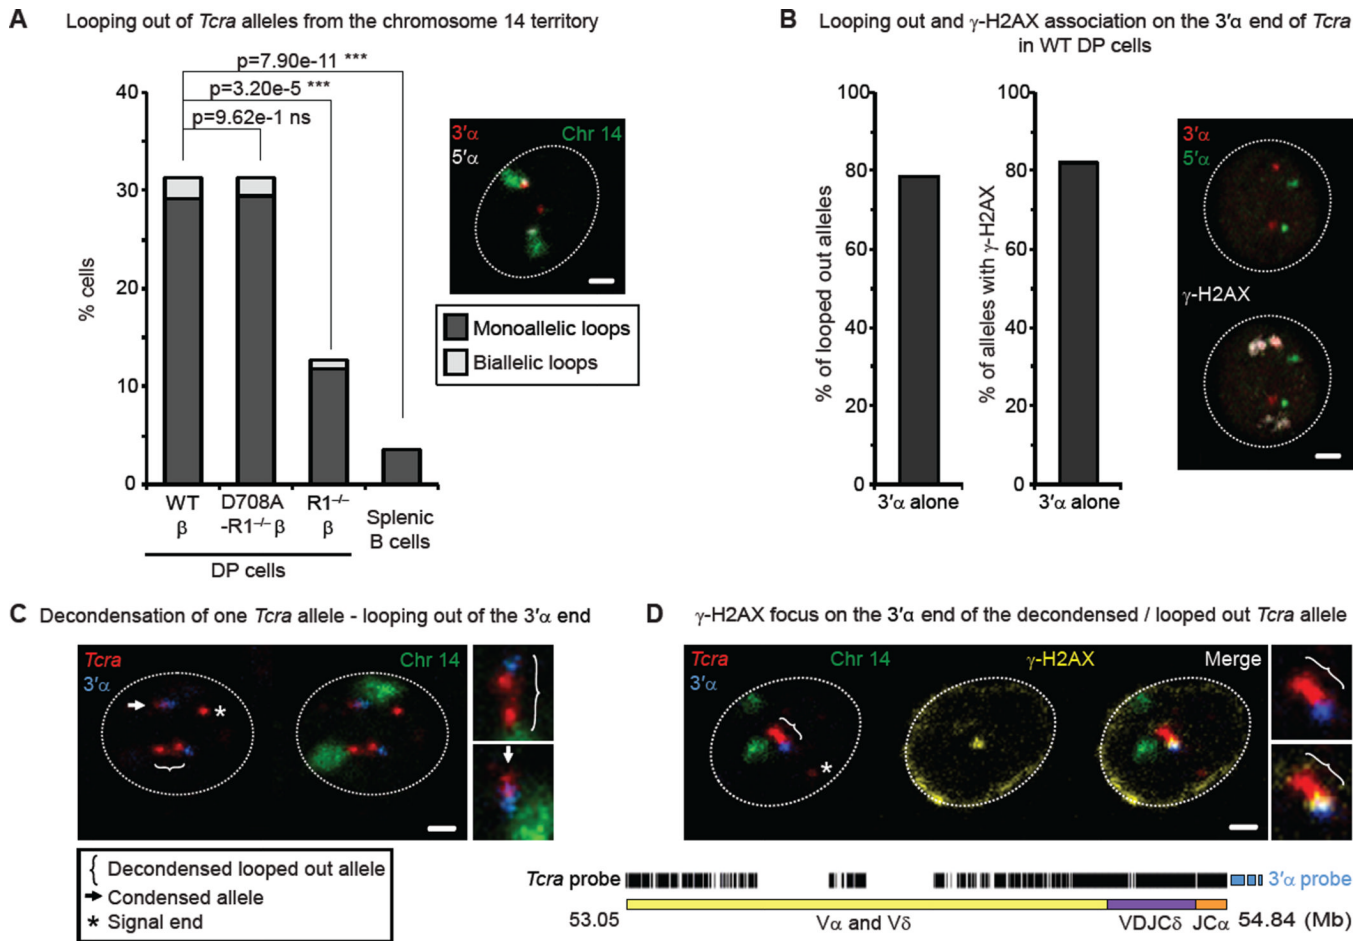 A Looping out of Tcra alleles from the chromosome 14 territory
p=7.90e-11 ***
p=3.20e-5 ***
p=9.62e-1 ns
40
30
20
10
0
% cells
WT β
D708A -R1–/– β
R1–/– β
Splenic B cells
DP cells
3′α
Chr 14
5′α
Monoallelic loops
Biallelic loops
B Looping out and γ-H2AX association on the 3′α end of Tcra
in WT DP cells
100
80
60
40
20
0
% of looped out alleles
3′α alone
100
80
60
40
20
0
% of alleles with γ-H2AX
3′α alone
3′α
5′α
γ-H2AX
C Decondensation of one Tcra allele - looping out of the 3′α end
Tcra
Chr 14
3′α
*
{ Decondensed looped out allele
Condensed allele
* Signal end
D γ-H2AX focus on the 3′α end of the decondensed / looped out Tcra allele
Tcra
Chr 14
γ-H2AX
Merge
3′α
*
Tcra probe
3′α probe
53.05
Vα and Vδ
VDJCδ
JCα
54.84 (Mb)